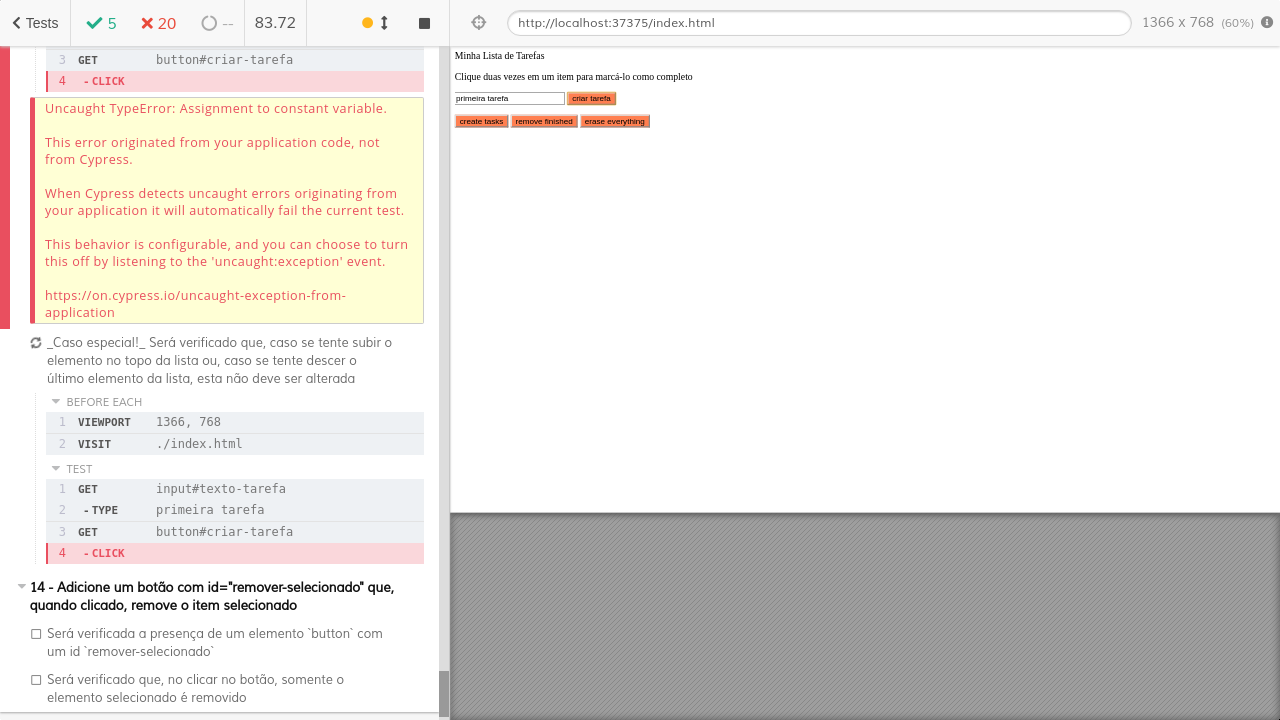 Tests 5 20 -- 83.72
3 GET button#criar-tarefa
4 - CLICK
Uncaught TypeError: Assignment to constant variable.
This error originated from your application code, not
from Cypress.
When Cypress detects uncaught errors originating from
your application it will automatically fail the current test.
This behavior is configurable, and you can choose to turn
this off by listening to the 'uncaught:exception' event.
https://on.cypress.io/uncaught-exception-from-
application
_Caso especial!_ Será verificado que, caso se tente subir o
elemento no topo da lista ou, caso se tente descer o
último elemento da lista, esta não deve ser alterada
BEFORE EACH
1 VIEWPORT 1366, 768
2 VISIT ./index.html
TEST
1 GET input#texto-tarefa
2 - TYPE primeira tarefa
3 GET button#criar-tarefa
4 - CLICK
14 - Adicione um botão com id="remover-selecionado" que,
quando clicado, remove o item selecionado
Será verificada a presença de um elemento `button` com
um id `remover-selecionado`
Será verificado que, no clicar no botão, somente o
elemento selecionado é removido
http://localhost:37375/index.html 1366 x 768 (60%)
Minha Lista de Tarefas
Clique duas vezes em um item para marcá-lo como completo
primeira tarefa criar tarefa
create tasks remove finished erase everything